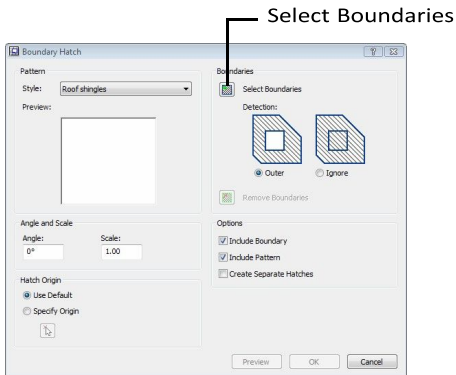 Select Boundaries
Boundary Hatch
Pattern
Style: Roof shingles
Preview:
Angle and Scale
Angle: Scale:
0° 1.00
Hatch Origin
Use Default
Specify Origin
Boundaries
Select Boundaries
Detection:
Outer Ignore
Remove Boundaries
Options
Include Boundary
Include Pattern
Create Separate Hatches
Preview OK Cancel